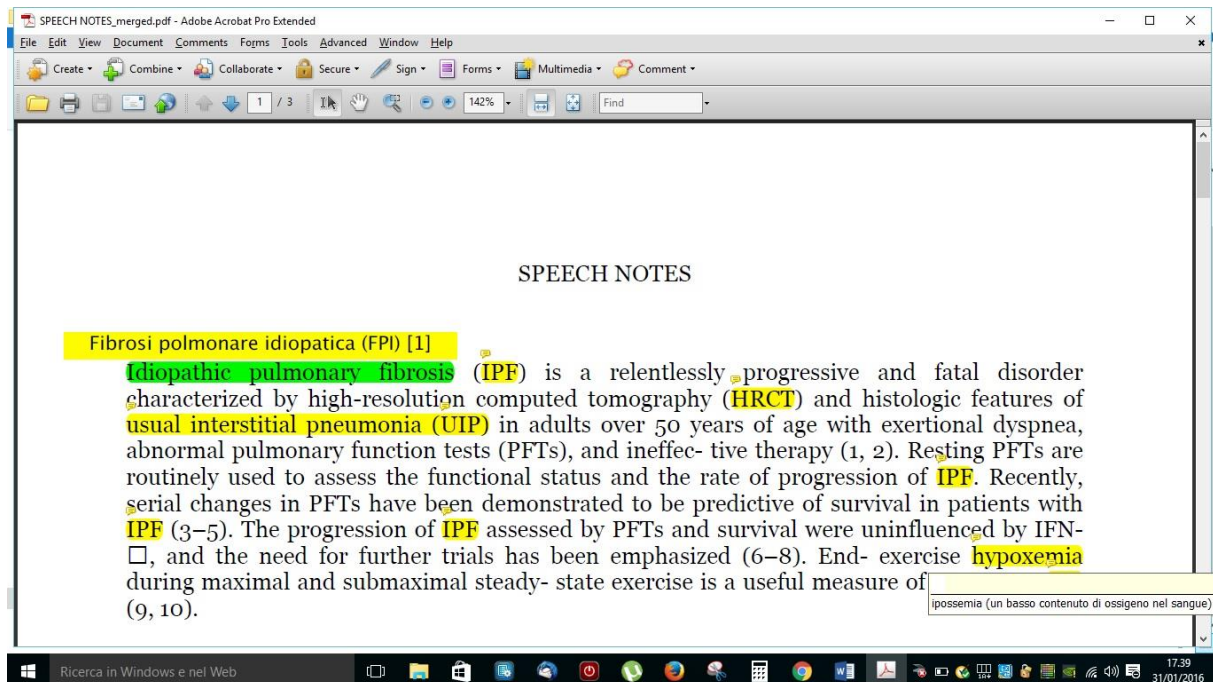 SPEECH NOTES_merged.pdf - Adobe Acrobat Pro Extended
File Edit View Document Comments Forms Tools Advanced Window Help
Create Combine Collaborate Secure Sign Forms Multimedia Comment
1 / 3 142% Find
SPEECH NOTES
Fibrosi polmonare idiopatica (FPI) [1]
Idiopathic pulmonary fibrosis (IPF) is a relentlessly progressive and fatal disorder
characterized by high-resolution computed tomography (HRCT) and histologic features of
usual interstitial pneumonia (UIP) in adults over 50 years of age with exertional dyspnea,
abnormal pulmonary function tests (PFTs), and ineffec- tive therapy (1, 2). Resting PFTs are
routinely used to assess the functional status and the rate of progression of IPF. Recently,
serial changes in PFTs have been demonstrated to be predictive of survival in patients with
IPF (3–5). The progression of IPF assessed by PFTs and survival were uninfluenced by IFN-
□, and the need for further trials has been emphasized (6–8). End- exercise hypoxemia
during maximal and submaximal steady- state exercise is a useful measure of
(9, 10).
ipossemia (un basso contenuto di ossigeno nel sangue)
Ricerca in Windows e nel Web
17.39
31/01/2016